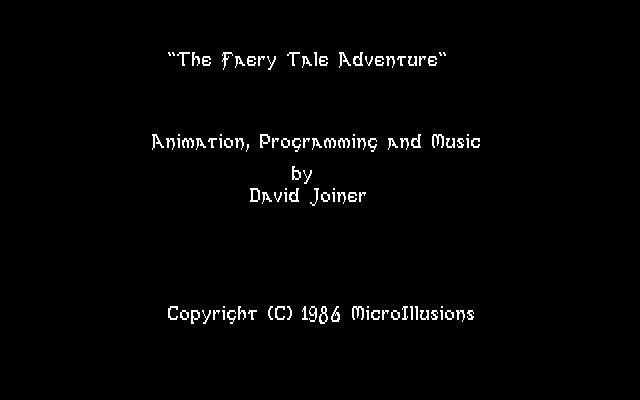 "The Faery Tale Adventure"
Animation, Programming and Music
by
David Joiner
Copyright (C) 1986 MicroIllusions